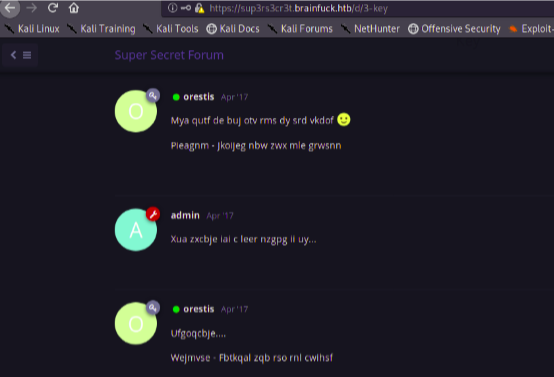 https://sup3rs3cr3t.brainfuck.htb/d/3-key
Kali Linux Kali Training Kali Tools Kali Docs Kali Forums NetHunter Offensive Security Exploit-
Super Secret Forum
O orestis Apr '17
Mya qutf de buj otv rms dy srd vkdof 🙂
Pieagnm - Jkoijeg nbw zwx mle grwsnn
A admin Apr '17
Xua zxcbje iai c leer nzgpg ii uy...
O orestis Apr '17
Ufgoqcbje....
Wejmvse - Fbtkqal zqb rso rnl cwihsf